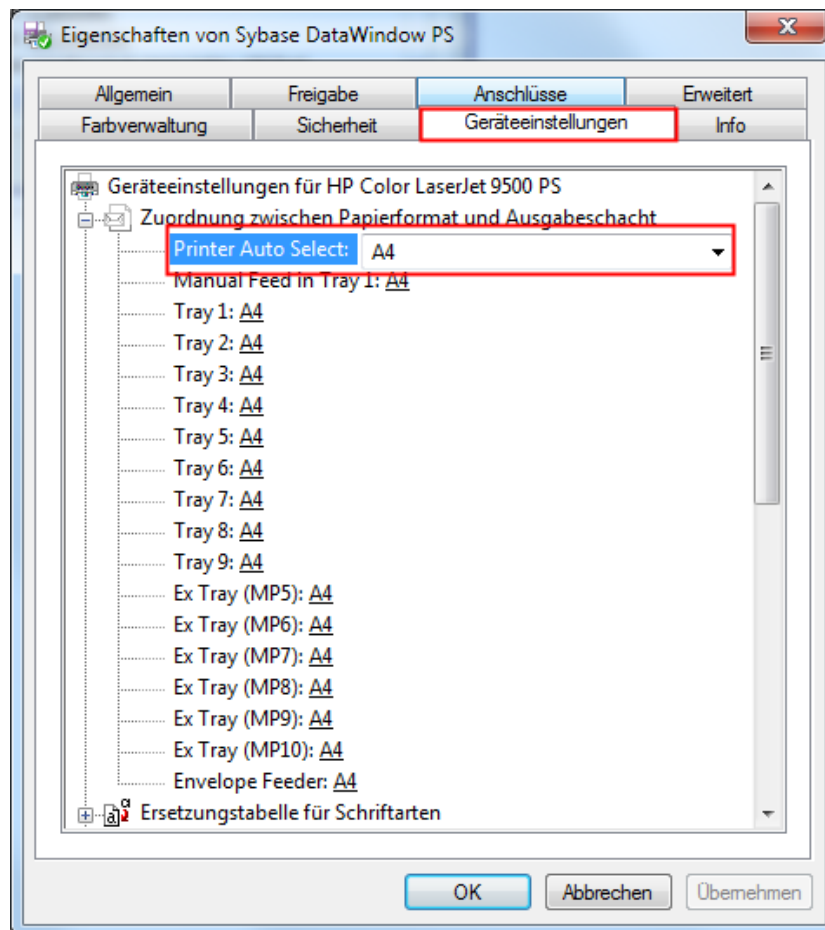 Eigenschaften von Sybase DataWindow PS
Allgemein Freigabe Anschlüsse Erweitert
Farbverwaltung Sicherheit Geräteeinstellungen Info
Geräteeinstellungen für HP Color LaserJet 9500 PS
Zuordnung zwischen Papierformat und Ausgabeschacht
Printer Auto Select: A4
Manual Feed in Tray 1: A4
Tray 1: A4
Tray 2: A4
Tray 3: A4
Tray 4: A4
Tray 5: A4
Tray 6: A4
Tray 7: A4
Tray 8: A4
Tray 9: A4
Ex Tray (MP5): A4
Ex Tray (MP6): A4
Ex Tray (MP7): A4
Ex Tray (MP8): A4
Ex Tray (MP9): A4
Ex Tray (MP10): A4
Envelope Feeder: A4
Ersetzungstabelle für Schriftarten
OK Abbrechen Übernehmen